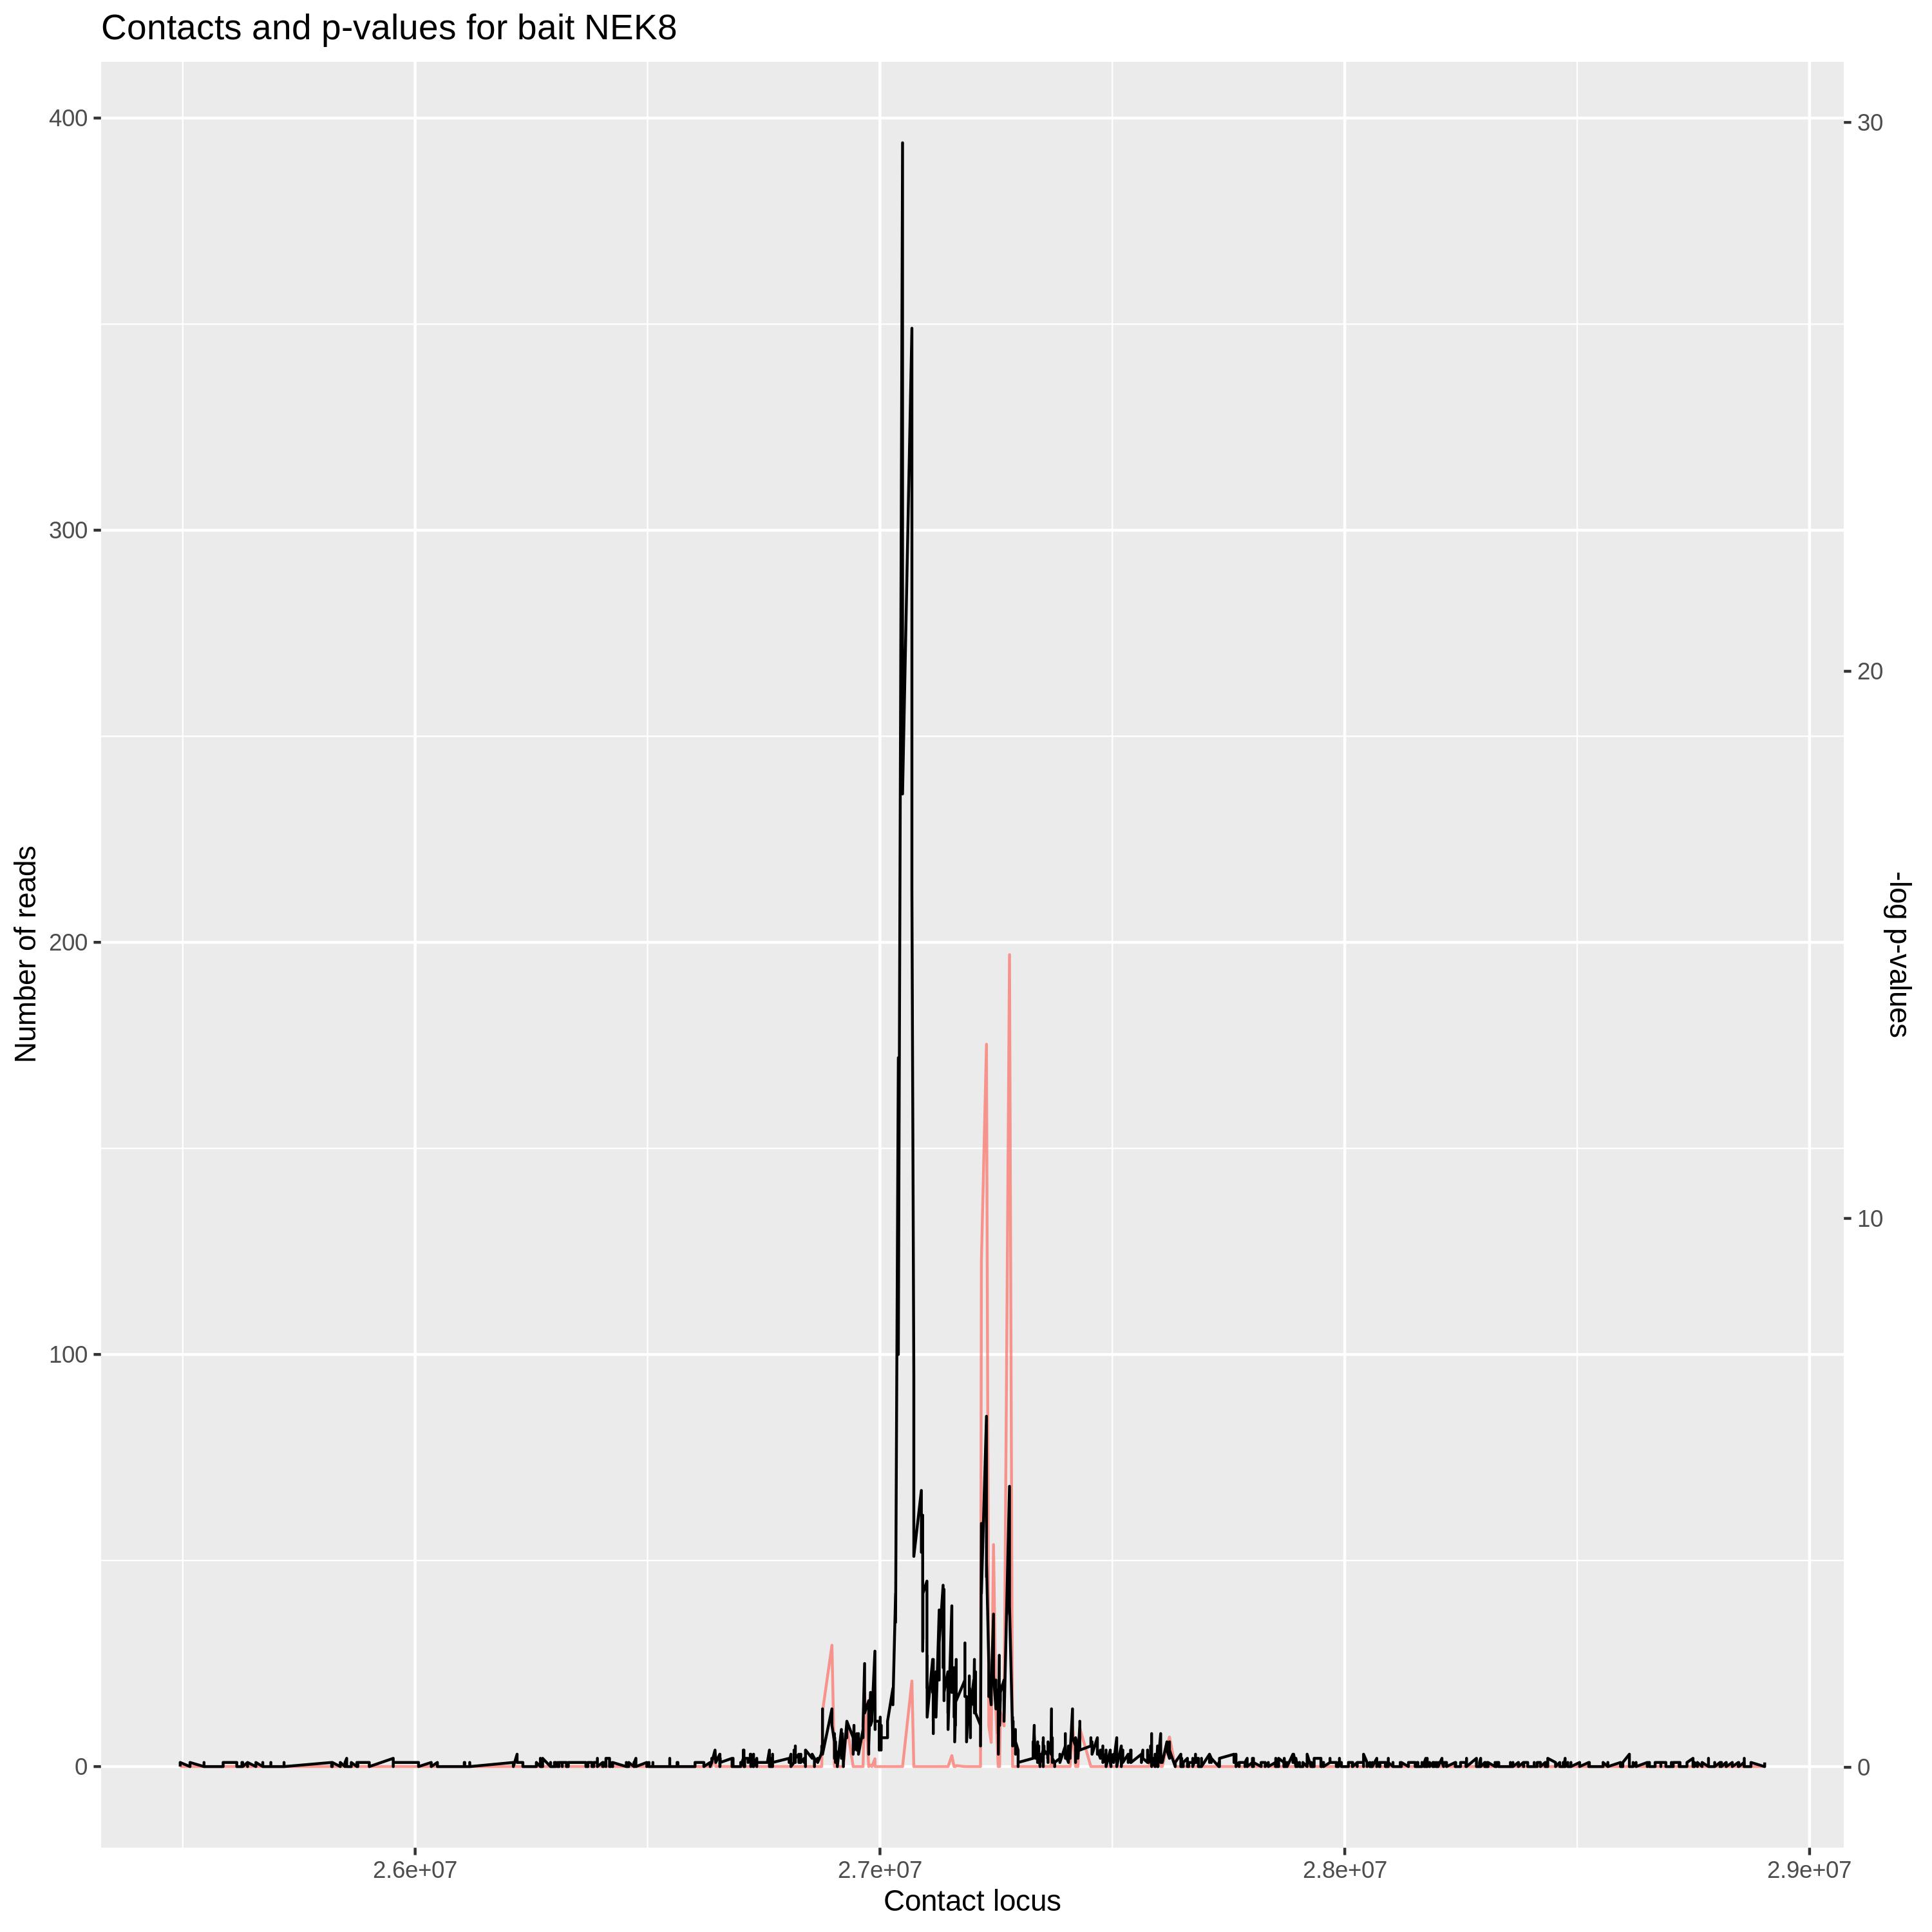 Contacts and p-values for bait NEK8
400
300
200
100
0
30
20
10
0
2.6e+07
2.7e+07
2.8e+07
2.9e+07
Number of reads
-log p-values
Contact locus